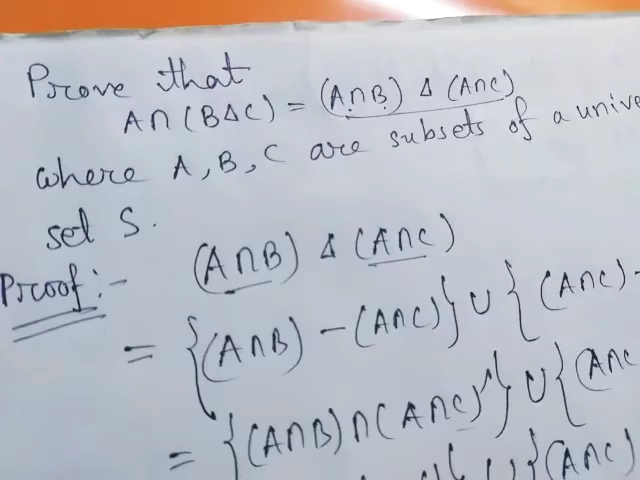 Prove that
A∩(BΔC) = (A∩B) Δ (A∩C)
where A, B, C are subsets of a unive
set S.
Proof:- (A∩B) Δ (A∩C)
= {(A∩B) - (A∩C)} ∪ {(A∩C) -
= {(A∩B)∩(A∩C)'} ∪ {(A∩C
∪ {(A∩C)